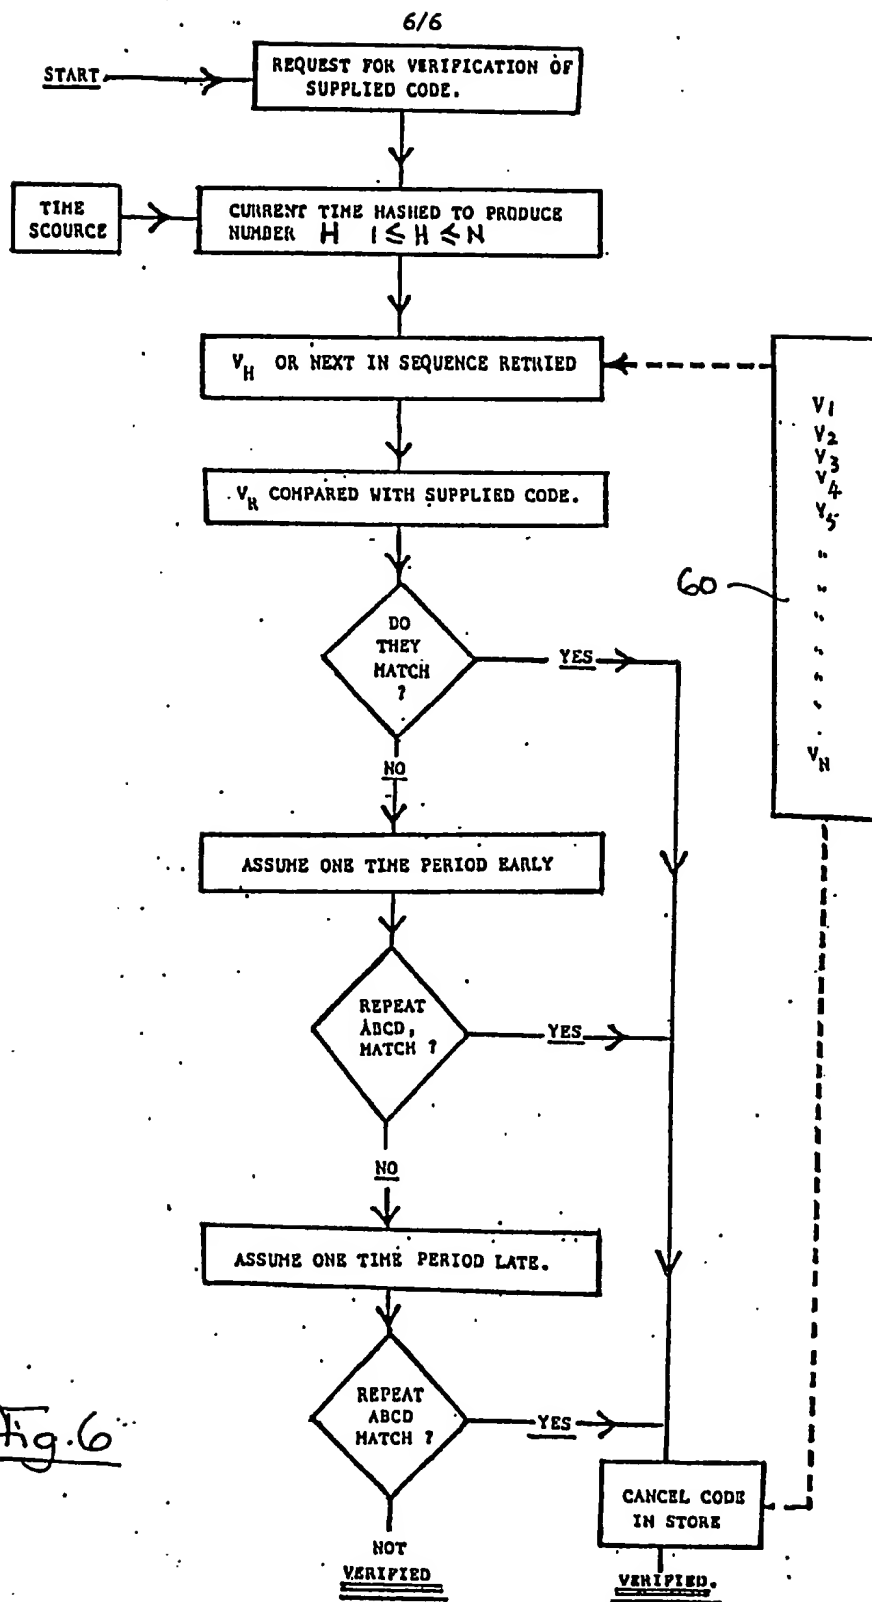 6/6
START
REQUEST FOR VERIFICATION OF
SUPPLIED CODE.
TIME
SCOURCE
CURRENT TIME HASHED TO PRODUCE
NUMBER H 1 ≤ H ≤ N
V_H OR NEXT IN SEQUENCE RETRIED
V1
V2
V3
V4
V5
"
"
"
"
"
"
.
V_N
60
V_H COMPARED WITH SUPPLIED CODE.
DO
THEY
MATCH
?
YES
NO
ASSUME ONE TIME PERIOD EARLY
REPEAT
ABCD,
MATCH ?
YES
NO
ASSUME ONE TIME PERIOD LATE.
REPEAT
ABCD
MATCH ?
YES
Fig.6
CANCEL CODE
IN STORE
NOT
VERIFIED
VERIFIED.